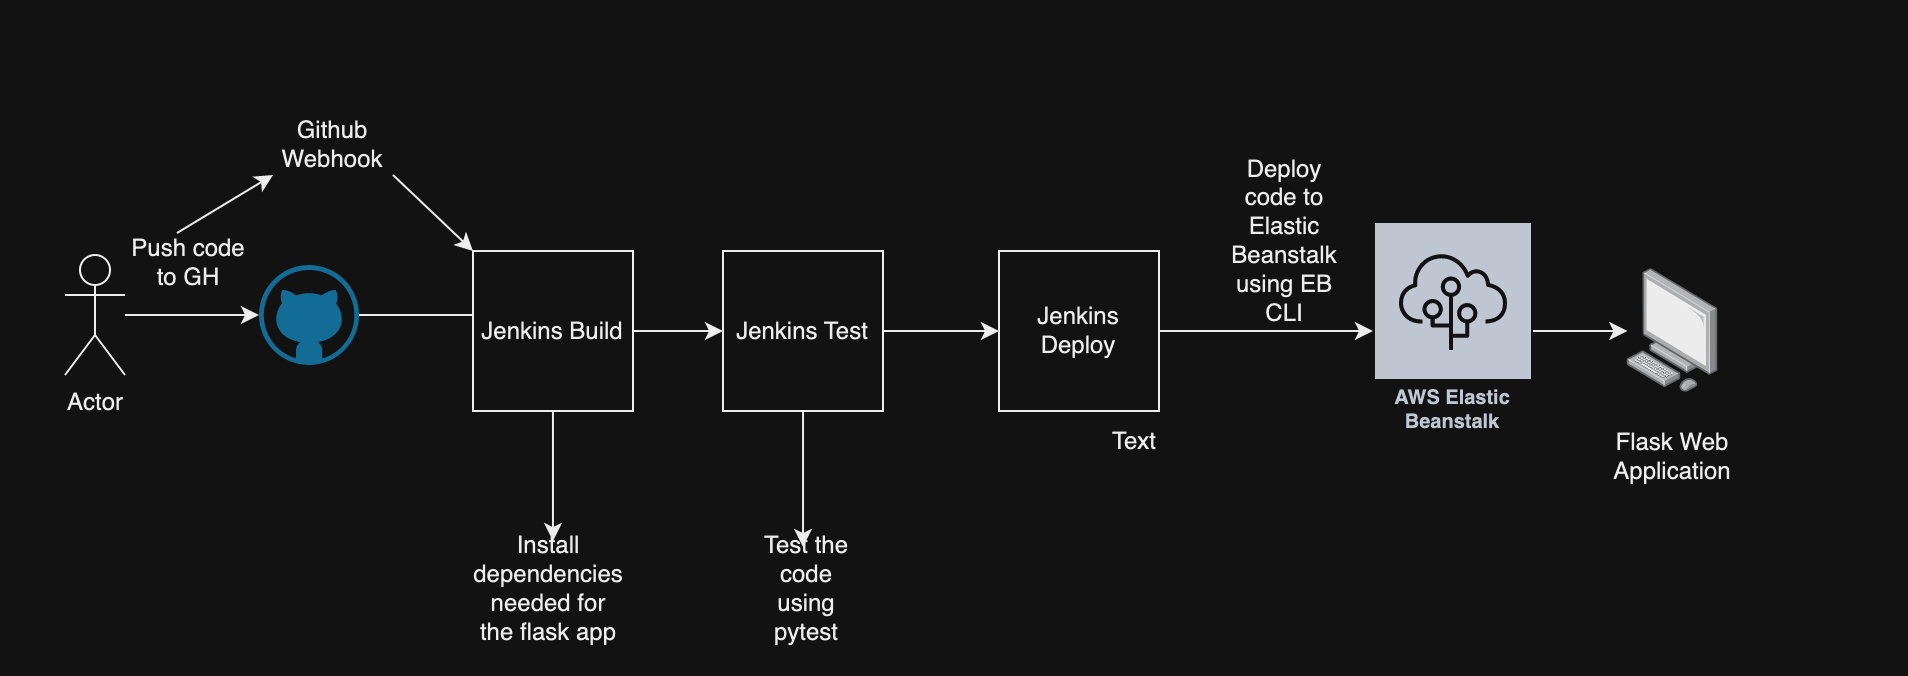 Github
Webhook
Push code
to GH
Actor
Jenkins Build
Install
dependencies
needed for
the flask app
Jenkins Test
Test the
code
using
pytest
Jenkins
Deploy
Text
Deploy
code to
Elastic
Beanstalk
using EB
CLI
AWS Elastic
Beanstalk
Flask Web
Application